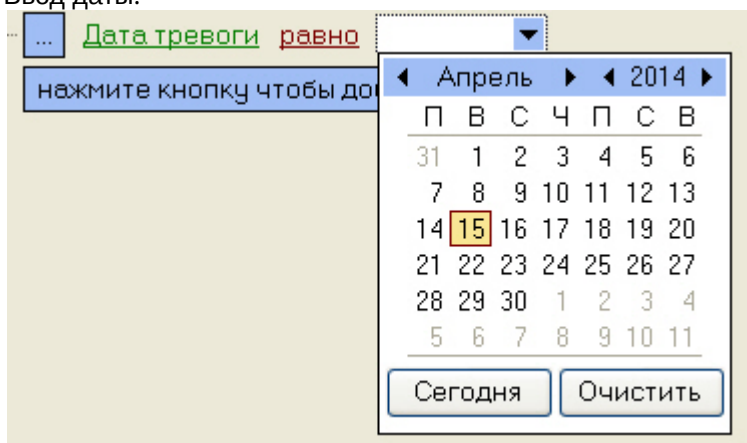 Ввод даты:
... Дата тревоги равно
нажмите кнопку чтобы
Апрель 2014
П В С Ч П С В
31 1 2 3 4 5 6
7 8 9 10 11 12 13
14 15 16 17 18 19 20
21 22 23 24 25 26 27
28 29 30 1 2 3 4
5 6 7 8 9 10 11
Сегодня Очистить